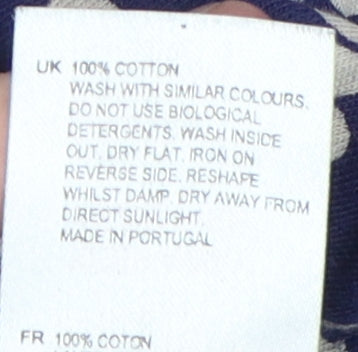 UK 100% COTTON
WASH WITH SIMILAR COLOURS.
DO NOT USE BIOLOGICAL
DETERGENTS. WASH INSIDE
OUT. DRY FLAT. IRON ON
REVERSE SIDE. RESHAPE
WHILST DAMP. DRY AWAY FROM
DIRECT SUNLIGHT.
MADE IN PORTUGAL
FR 100% COTON